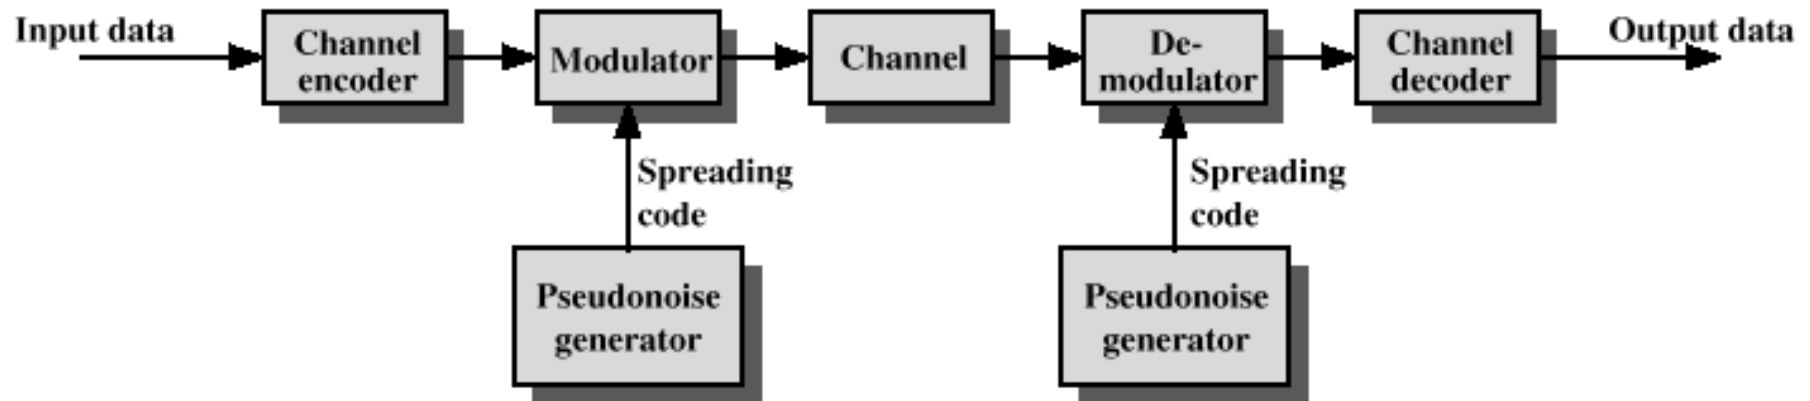 Input data
Channel
encoder
Modulator
Channel
De-
modulator
Channel
decoder
Output data
Spreading
code
Spreading
code
Pseudonoise
generator
Pseudonoise
generator